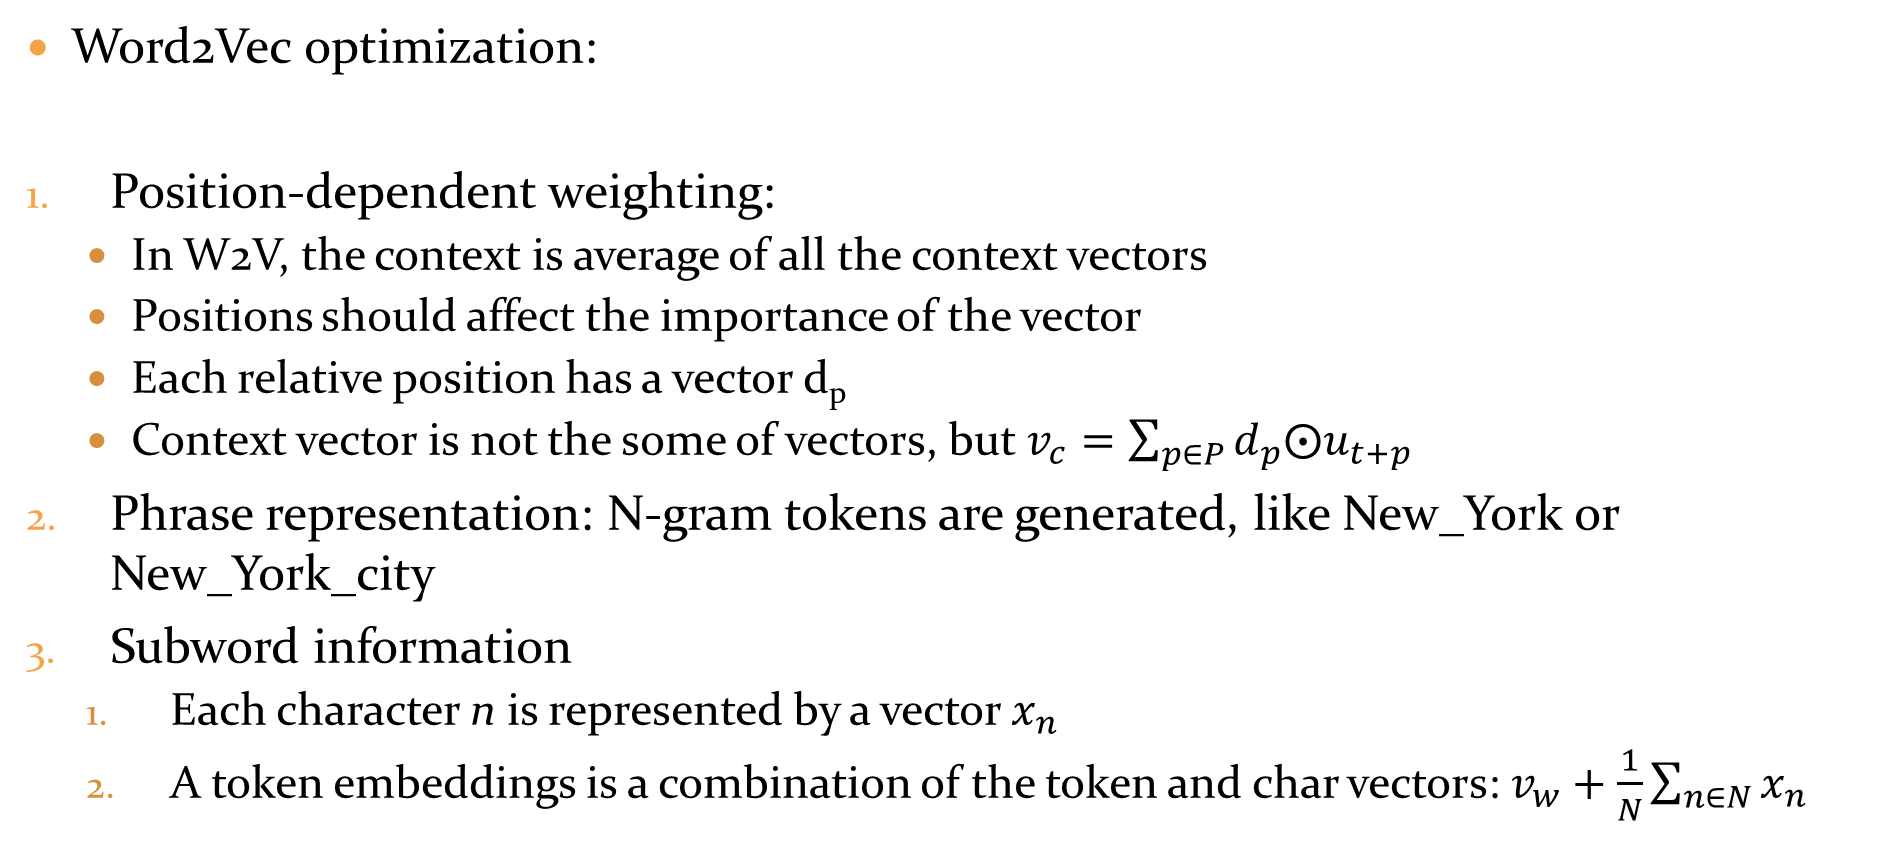 • Word2Vec optimization:
1. Position-dependent weighting:
• In W2V, the context is average of all the context vectors
• Positions should affect the importance of the vector
• Each relative position has a vector dₚ
• Context vector is not the some of vectors, but 𝑣_𝑐 = ∑_{𝑝∈𝑃} 𝑑_𝑝⊙𝑢_{𝑡+𝑝}
2. Phrase representation: N-gram tokens are generated, like New_York or
New_York_city
3. Subword information
1. Each character 𝑛 is represented by a vector 𝑥_𝑛
2. A token embeddings is a combination of the token and char vectors: 𝑣_𝑤 + 1/𝑁 ∑_{𝑛∈𝑁} 𝑥_𝑛